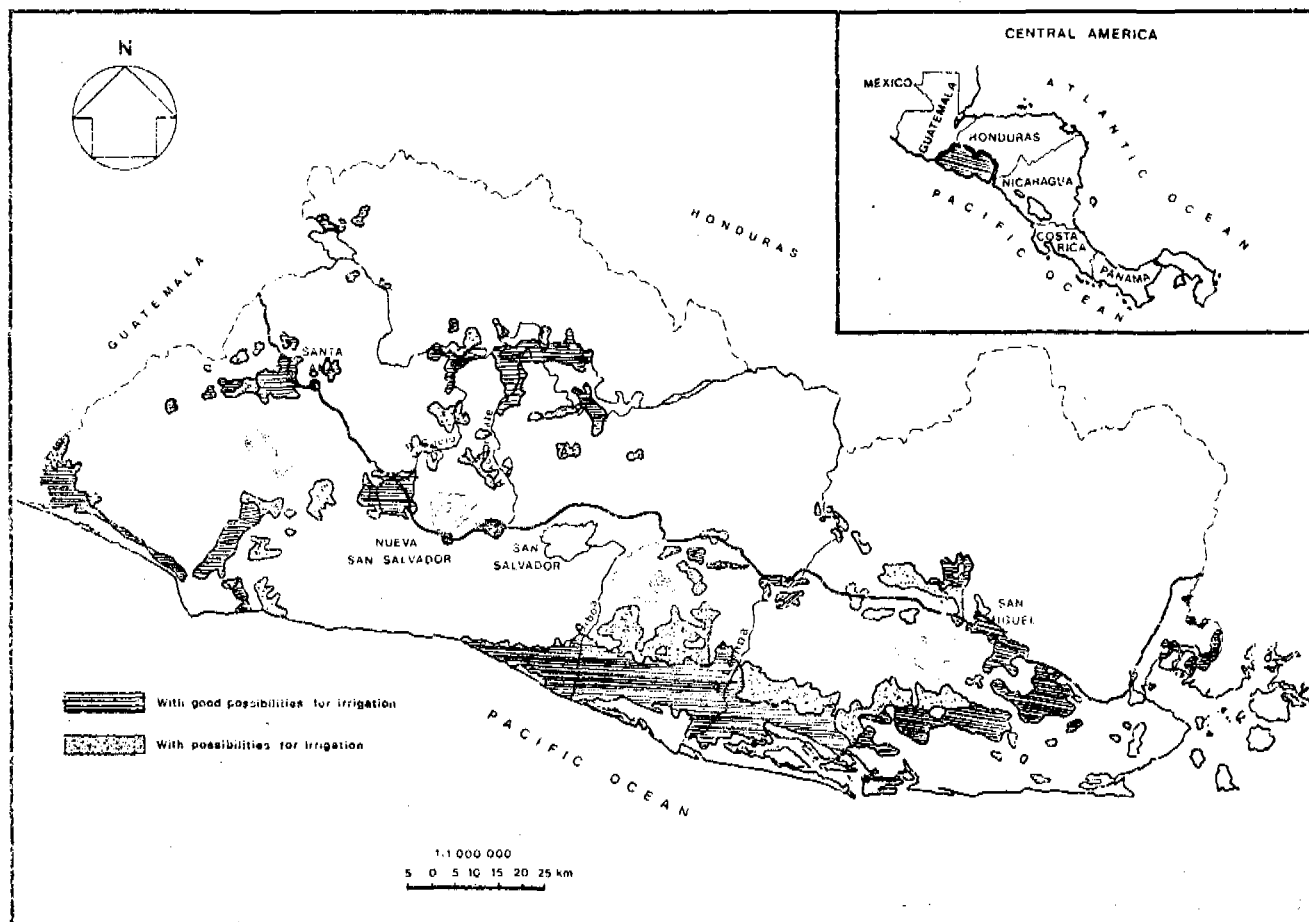 CENTRAL AMERICA
N
MEXICO
GUATEMALA
HONDURAS
NICARAGUA
COSTA
RICA
PANAMA
ATLANTIC OCEAN
PACIFIC OCEAN
GUATEMALA
HONDURAS
SANTA
NUEVA
SAN SALVADOR
SAN
SALVADOR
SAN
MIGUEL
With good possibilities for irrigation
With possibilities for irrigation
PACIFIC OCEAN
1:1 000 000
5 0 5 10 15 20 25 km